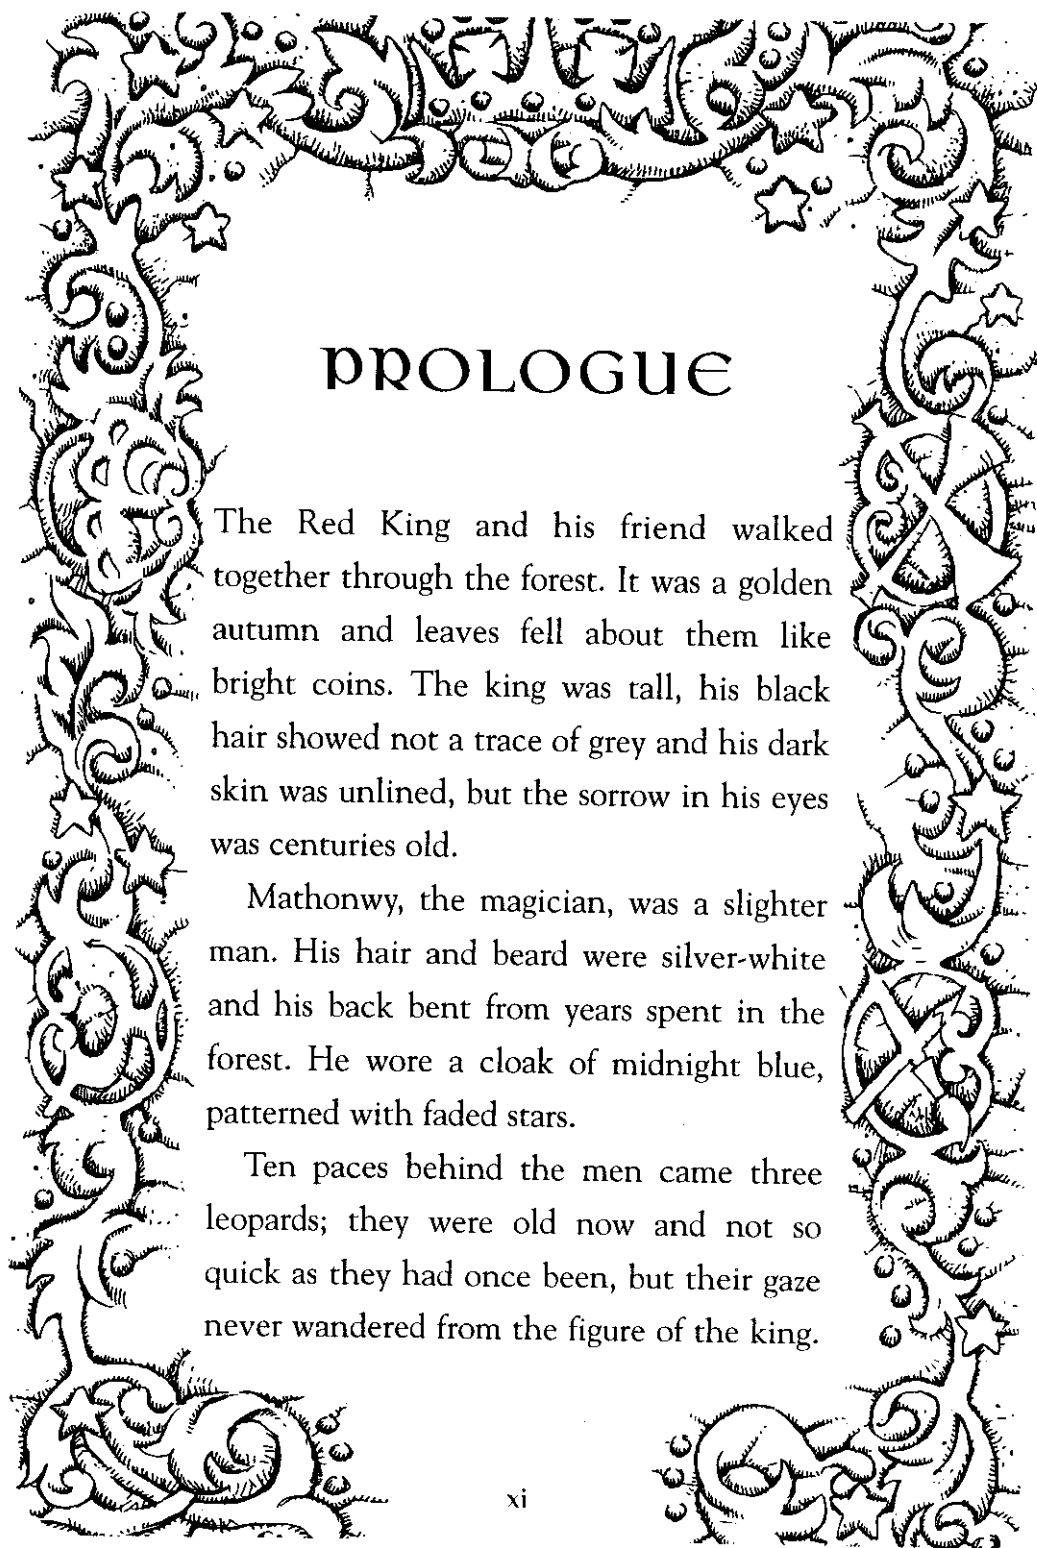 PROLOGUE
The Red King and his friend walked
together through the forest. It was a golden
autumn and leaves fell about them like
bright coins. The king was tall, his black
hair showed not a trace of grey and his dark
skin was unlined, but the sorrow in his eyes
was centuries old.
Mathonwy, the magician, was a slighter
man. His hair and beard were silver-white
and his back bent from years spent in the
forest. He wore a cloak of midnight blue,
patterned with faded stars.
Ten paces behind the men came three
leopards; they were old now and not so
quick as they had once been, but their gaze
never wandered from the figure of the king.
xi